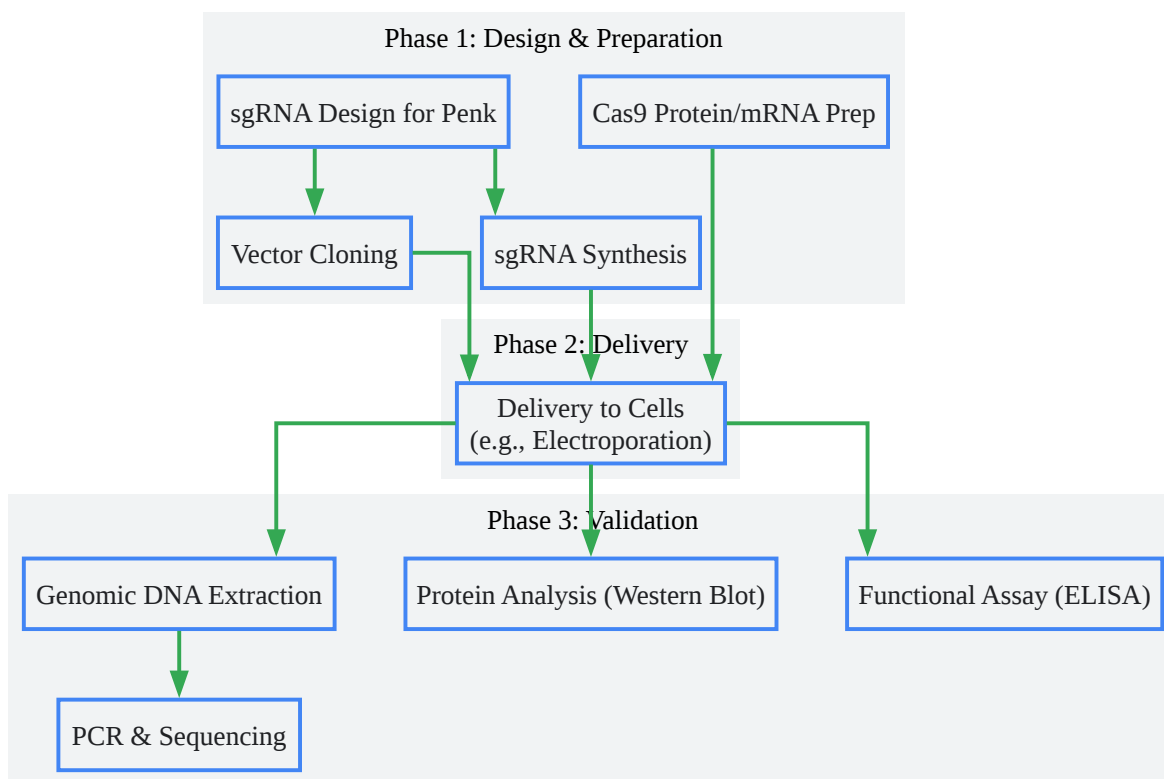 Phase 1: Design & Preparation
sgRNA Design for Penk
Cas9 Protein/mRNA Prep
Vector Cloning
sgRNA Synthesis
Phase 2: Delivery
Delivery to Cells
(e.g., Electroporation)
Phase 3: Validation
Genomic DNA Extraction
Protein Analysis (Western Blot)
Functional Assay (ELISA)
PCR & Sequencing